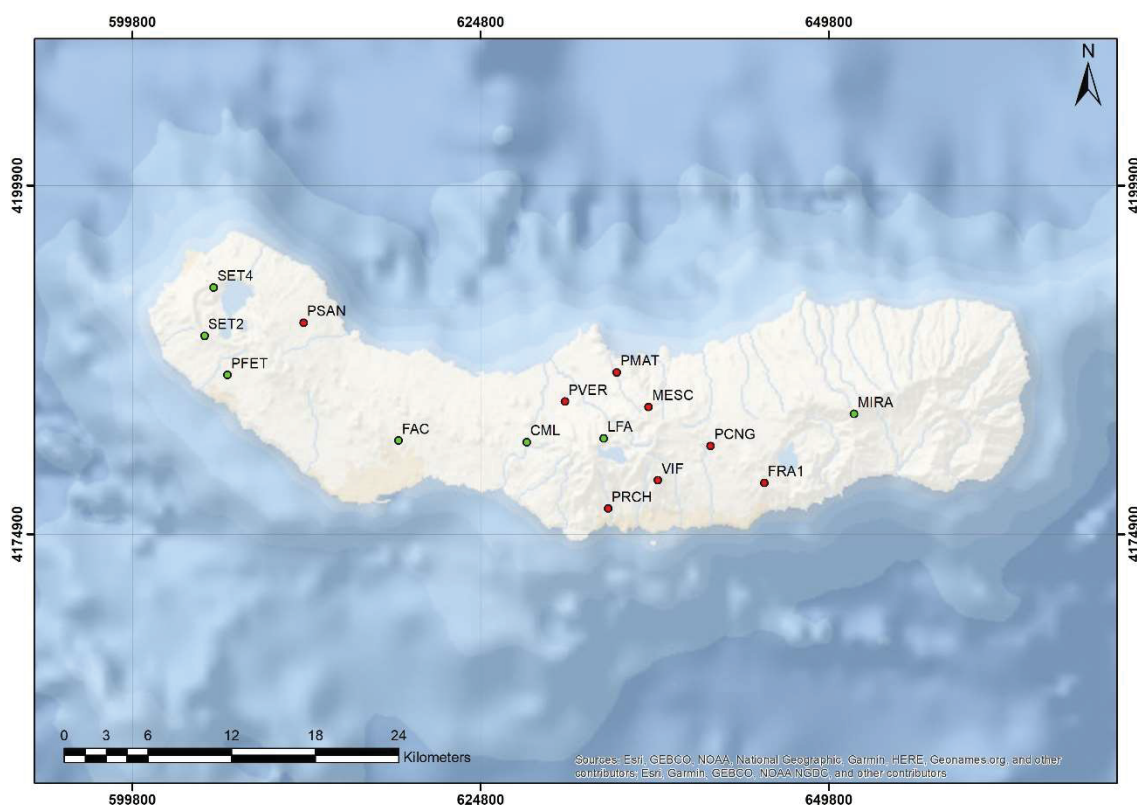 599800
624800
649800
N
4199900
4199900
SET4
PSAN
SET2
PFET
PMAT
PVER
MESC
MIRA
FAC
CML
LFA
PCNG
VIF
FRA1
PRCH
4174900
4174900
0 3 6 12 18 24
Kilometers
Sources: Esri, GEBCO, NOAA, National Geographic, Garmin, HERE, Geonames.org, and other
contributors; Esri, Garmin, GEBCO, NOAA NGDC, and other contributors
599800
624800
649800